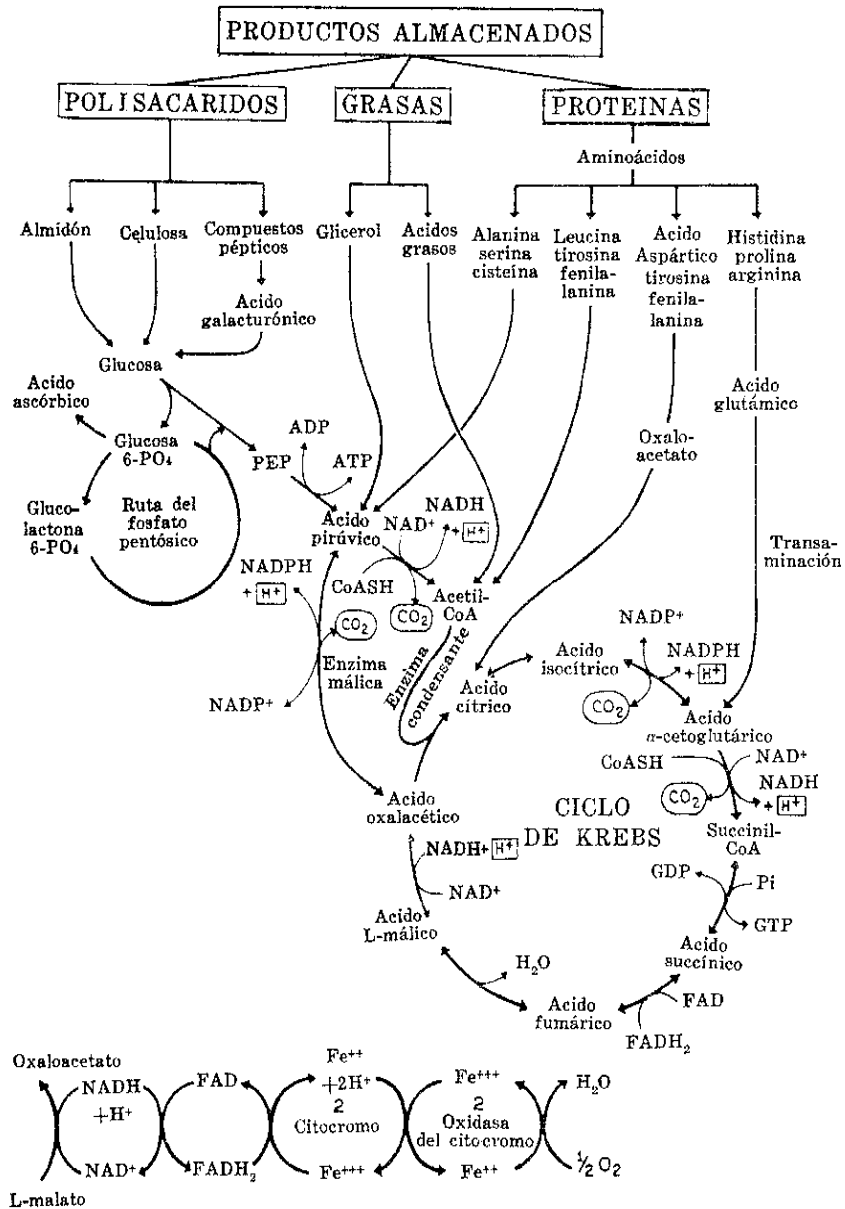 PRODUCTOS ALMACENADOS
POLISACARIDOS
GRASAS
PROTEINAS
Aminoácidos
Almidón
Celulosa
Compuestos
pépticos
Glicerol
Acidos
grasos
Alanina
serina
cisteína
Leucina
tirosina
fenila-
lanina
Acido
Aspártico
tirosina
fenila-
lanina
Histidina
prolina
arginina
Acido
galacturónico
Glucosa
Acido
ascórbico
Acido
glutámico
Glucosa
6-PO₄
ADP
PEP
ATP
Oxalo-
acetato
Gluco-
lactona
6-PO₄
Ruta del
fosfato
pentósico
Acido
pirúvico
NAD⁺
NADH
+ H⁺
Transa-
minación
NADPH
+ H⁺
CoASH
CO₂
CO₂
Acetil-
CoA
Enzima
málica
NADP⁺
Enzima
condensante
Acido
cítrico
Acido
isocítrico
NADP⁺
NADPH
+ H⁺
CO₂
Acido
α-cetoglutárico
CoASH
NAD⁺
CO₂
NADH
+ H⁺
Acido
oxalacético
CICLO
DE KREBS
Succinil-
CoA
NADH+ H⁺
NAD⁺
GDP
Pi
GTP
Acido
L-málico
H₂O
Acido
succínico
Acido
fumárico
FAD
FADH₂
Oxaloacetato
NADH
+H⁺
FAD
Fe⁺⁺
+2H⁺
2
Citocromo
Fe⁺⁺⁺
2
Oxidasa
del citocromo
H₂O
NAD⁺
FADH₂
Fe⁺⁺⁺
Fe⁺⁺
½ O₂
L-malato